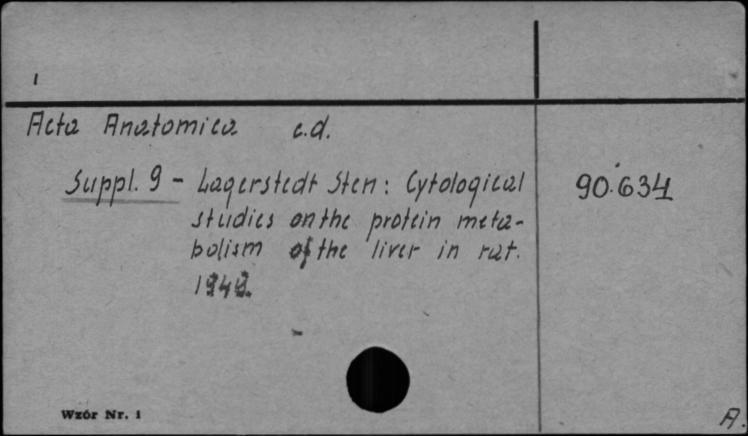 1
Acta Anatomica c.d.
Suppl. 9 - Lagerstedt Sten: Cytological 90.634
studies on the protein meta-
bolism of the liver in rat.
1949.
Wzór Nr. 1
A.